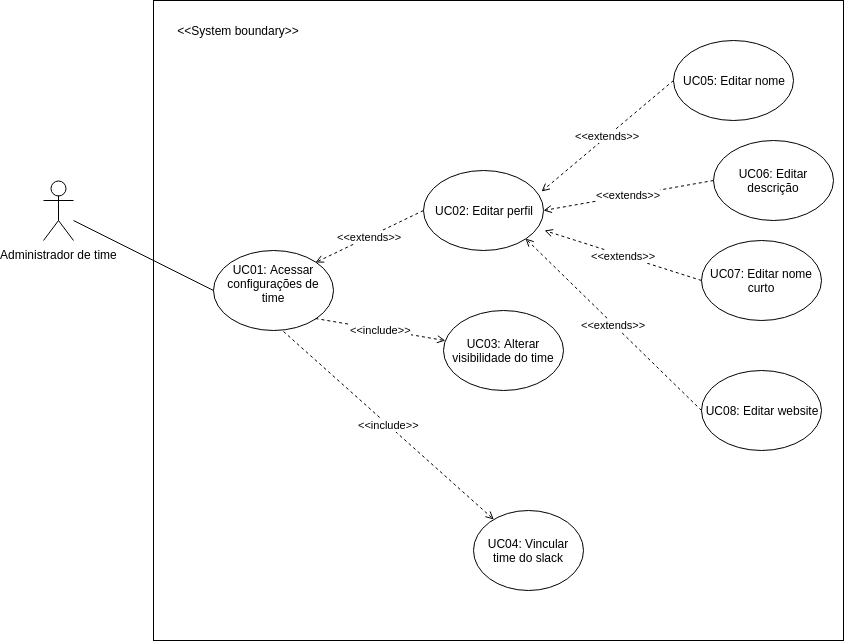 <<System boundary>>
UC05: Editar nome
<<extends>>
UC06: Editar
descrição
<<extends>>
UC02: Editar perfil
<<extends>>
Administrador de time
<<extends>>
UC01: Acessar
configurações de
time
UC07: Editar nome
curto
<<include>>
<<extends>>
UC03: Alterar
visibilidade do time
UC08: Editar website
<<include>>
UC04: Vincular
time do slack